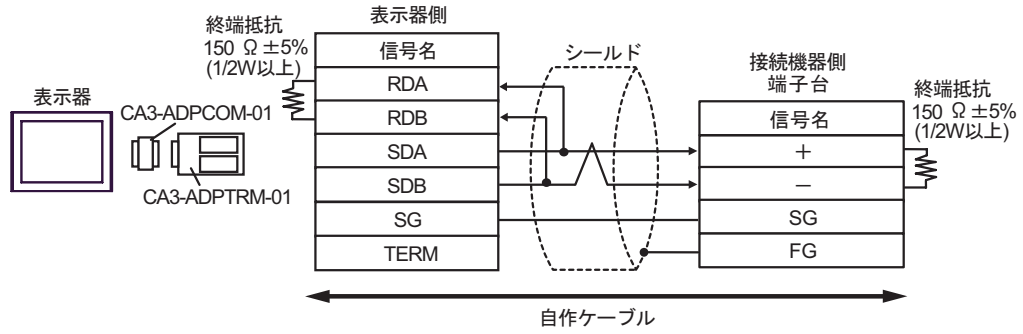 表示器
CA3-ADPCOM-01
CA3-ADPTRM-01
終端抵抗
150 Ω ±5%
(1/2W以上)
表示器側
信号名
RDA
RDB
SDA
SDB
SG
TERM
シールド
接続機器側
端子台
信号名
+
−
SG
FG
終端抵抗
150 Ω ±5%
(1/2W以上)
自作ケーブル